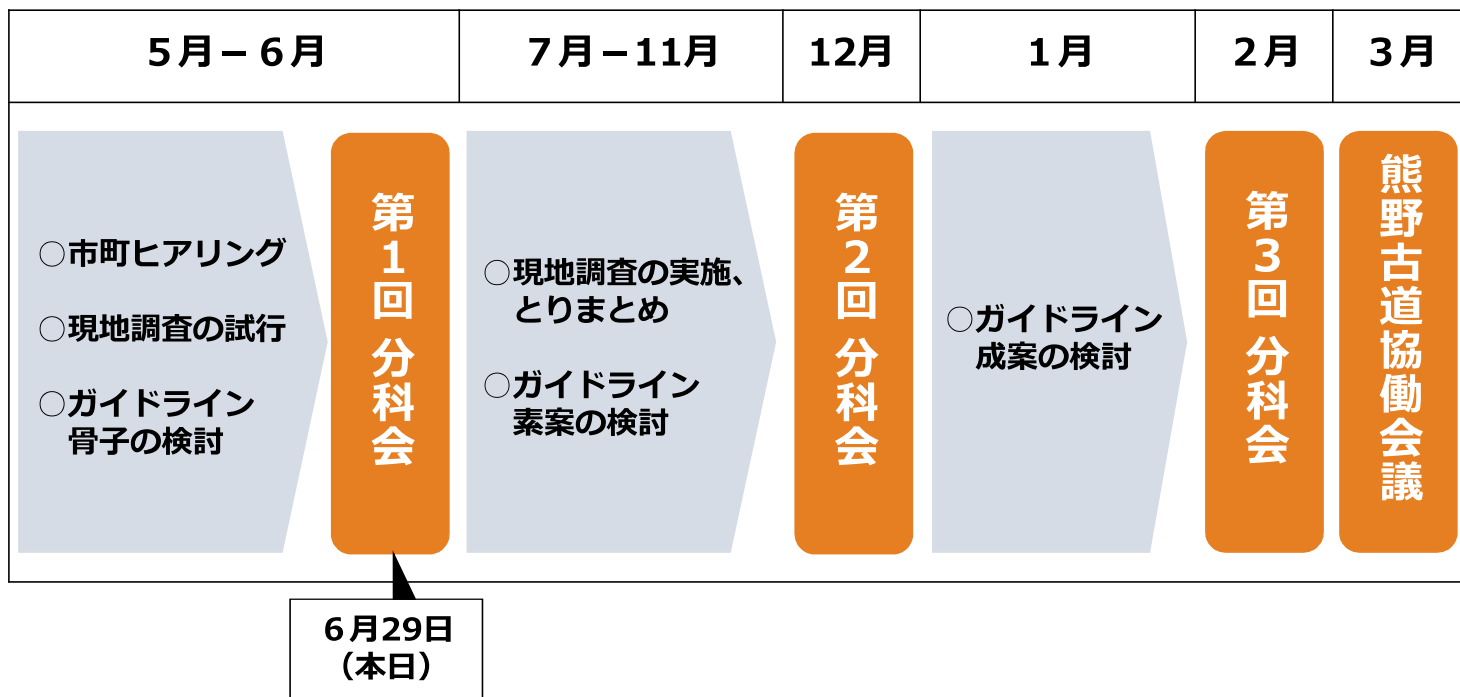 5月－6月
7月－11月
12月
1月
2月
3月
○市町ヒアリング
○現地調査の試行
○ガイドライン
骨子の検討
第1回 分科会
○現地調査の実施、
とりまとめ
○ガイドライン
素案の検討
第2回 分科会
○ガイドライン
成案の検討
第3回 分科会
熊野古道協働会議
6月29日
（本日）